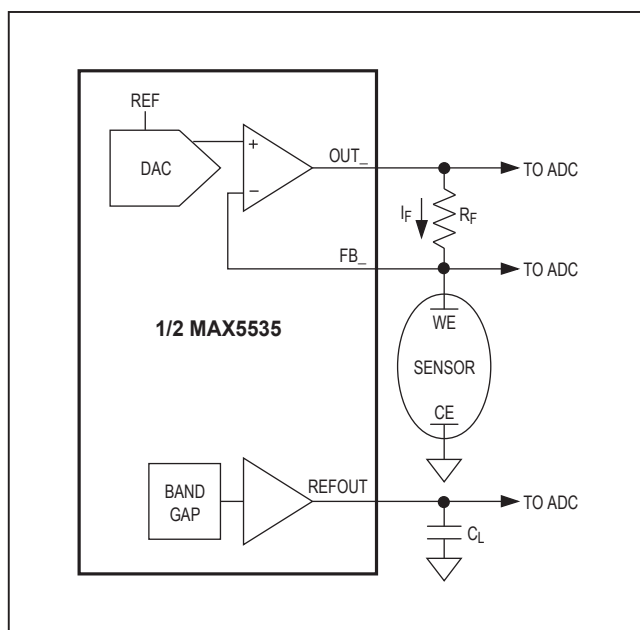 REF
DAC
+
−
OUT_
TO ADC
I_F
R_F
FB_
TO ADC
1/2 MAX5535
WE
SENSOR
CE
BAND
GAP
REFOUT
TO ADC
C_L